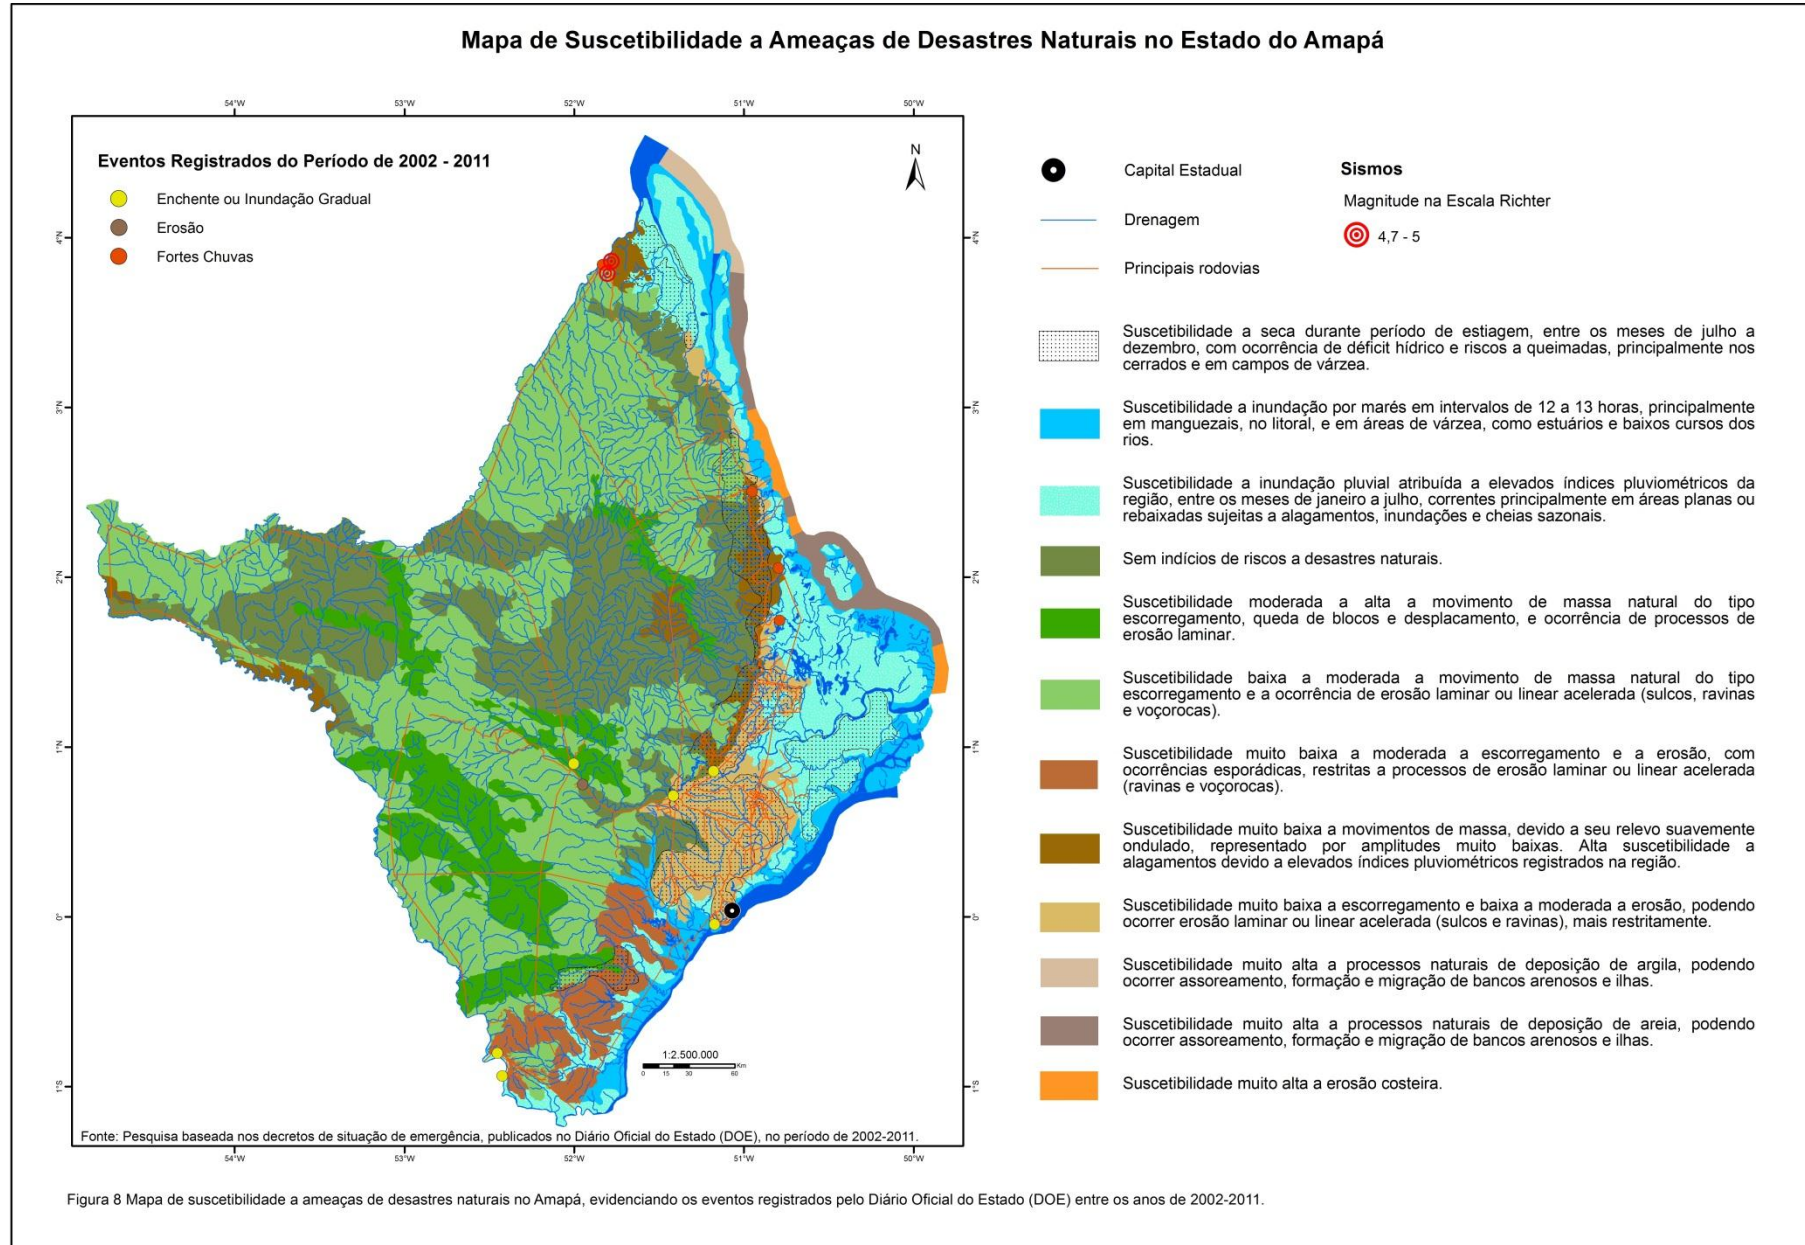 Mapa de Suscetibilidade a Ameaças de Desastres Naturais no Estado do Amapá
54°W
53°W
52°W
51°W
50°W
Eventos Registrados do Período de 2002 - 2011
Enchente ou Inundação Gradual
Erosão
Fortes Chuvas
N
4°N
4°N
3°N
3°N
2°N
2°N
1°N
1°N
0°
0°
1°S
1°S
1:2.500.000
0 15 30 60 Km
Fonte: Pesquisa baseada nos decretos de situação de emergência, publicados no Diário Oficial do Estado (DOE), no período de 2002-2011.
54°W
53°W
52°W
51°W
50°W
Capital Estadual
Drenagem
Principais rodovias
Sismos
Magnitude na Escala Richter
4,7 - 5
Suscetibilidade a seca durante período de estiagem, entre os meses de julho a
dezembro, com ocorrência de déficit hídrico e riscos a queimadas, principalmente nos
cerrados e em campos de várzea.
Suscetibilidade a inundação por marés em intervalos de 12 a 13 horas, principalmente
em manguezais, no litoral, e em áreas de várzea, como estuários e baixos cursos dos
rios.
Suscetibilidade a inundação pluvial atribuída a elevados índices pluviométricos da
região, entre os meses de janeiro a julho, correntes principalmente em áreas planas ou
rebaixadas sujeitas a alagamentos, inundações e cheias sazonais.
Sem indícios de riscos a desastres naturais.
Suscetibilidade moderada a alta a movimento de massa natural do tipo
escorregamento, queda de blocos e desplacamento, e ocorrência de processos de
erosão laminar.
Suscetibilidade baixa a moderada a movimento de massa natural do tipo
escorregamento e a ocorrência de erosão laminar ou linear acelerada (sulcos, ravinas
e voçorocas).
Suscetibilidade muito baixa a moderada a escorregamento e a erosão, com
ocorrências esporádicas, restritas a processos de erosão laminar ou linear acelerada
(ravinas e voçorocas).
Suscetibilidade muito baixa a movimentos de massa, devido a seu relevo suavemente
ondulado, representado por amplitudes muito baixas. Alta suscetibilidade a
alagamentos devido a elevados índices pluviométricos registrados na região.
Suscetibilidade muito baixa a escorregamento e baixa a moderada a erosão, podendo
ocorrer erosão laminar ou linear acelerada (sulcos e ravinas), mais restritamente.
Suscetibilidade muito alta a processos naturais de deposição de argila, podendo
ocorrer assoreamento, formação e migração de bancos arenosos e ilhas.
Suscetibilidade muito alta a processos naturais de deposição de areia, podendo
ocorrer assoreamento, formação e migração de bancos arenosos e ilhas.
Suscetibilidade muito alta a erosão costeira.
Figura 8 Mapa de suscetibilidade a ameaças de desastres naturais no Amapá, evidenciando os eventos registrados pelo Diário Oficial do Estado (DOE) entre os anos de 2002-2011.